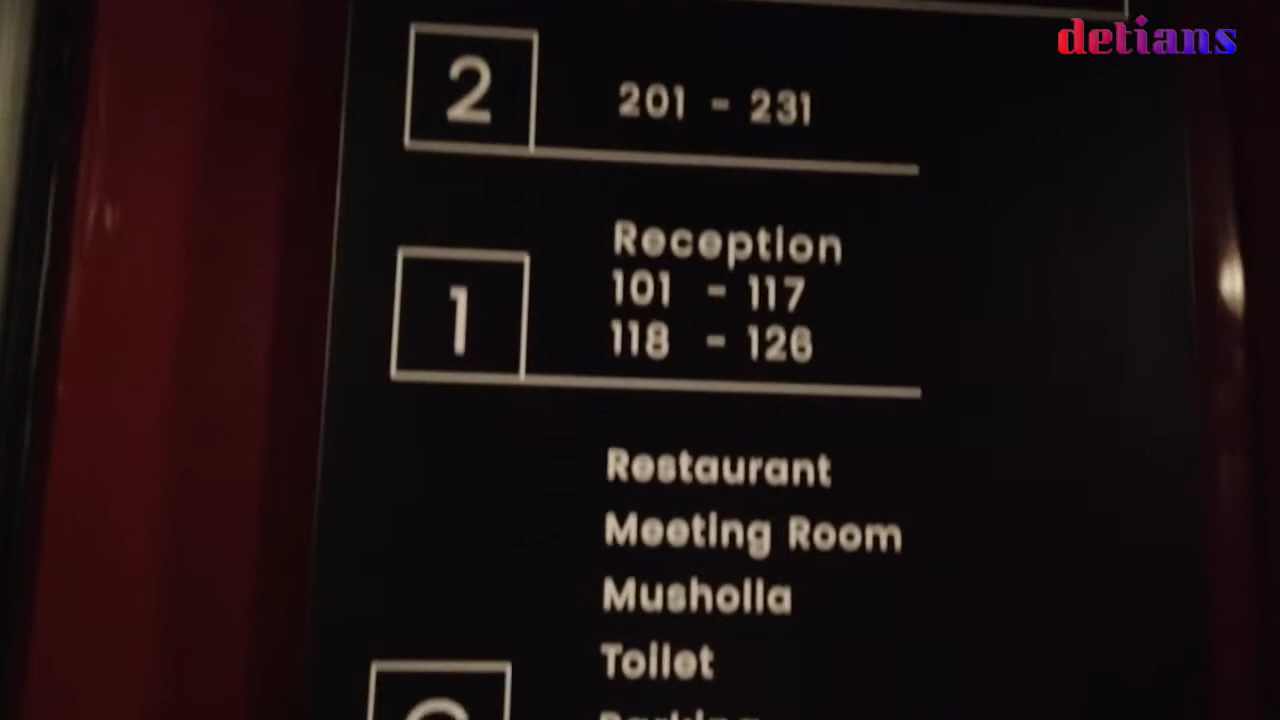 detians
2
201 - 231
Reception
1
101 - 117
118 - 126
Restaurant
Meeting Room
Musholla
Toilet